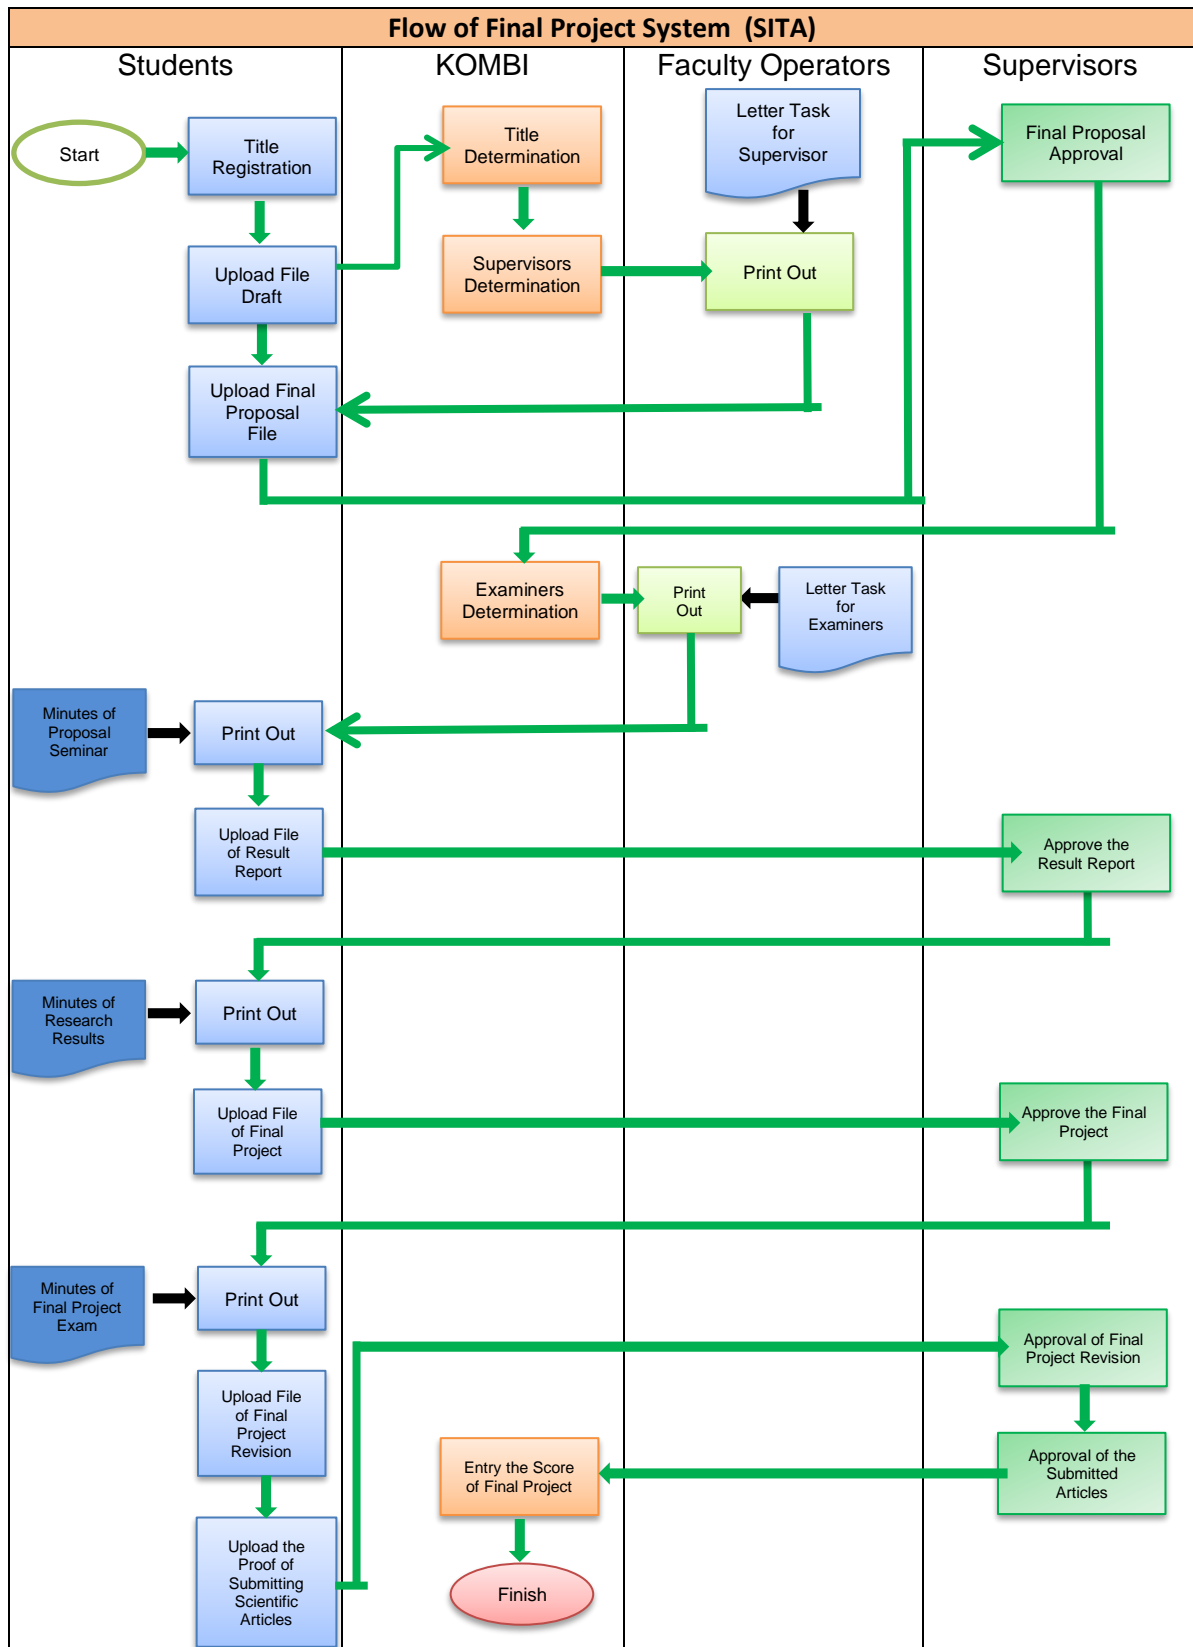 Flow of Final Project System (SITA)
Students
KOMBI
Faculty Operators
Supervisors
Start
Title
Registration
Title
Determination
Letter Task
for
Supervisor
Final Proposal
Approval
Upload File
Draft
Supervisors
Determination
Print Out
Upload Final
Proposal
File
Examiners
Determination
Print
Out
Letter Task
for
Examiners
Minutes of
Proposal
Seminar
Print Out
Upload File
of Result
Report
Approve the
Result Report
Minutes of
Research
Results
Print Out
Upload File
of Final
Project
Approve the Final
Project
Minutes of
Final Project
Exam
Print Out
Approval of Final
Project Revision
Upload File
of Final
Project
Revision
Entry the Score
of Final Project
Approval of the
Submitted
Articles
Upload the
Proof of
Submitting
Scientific
Articles
Finish